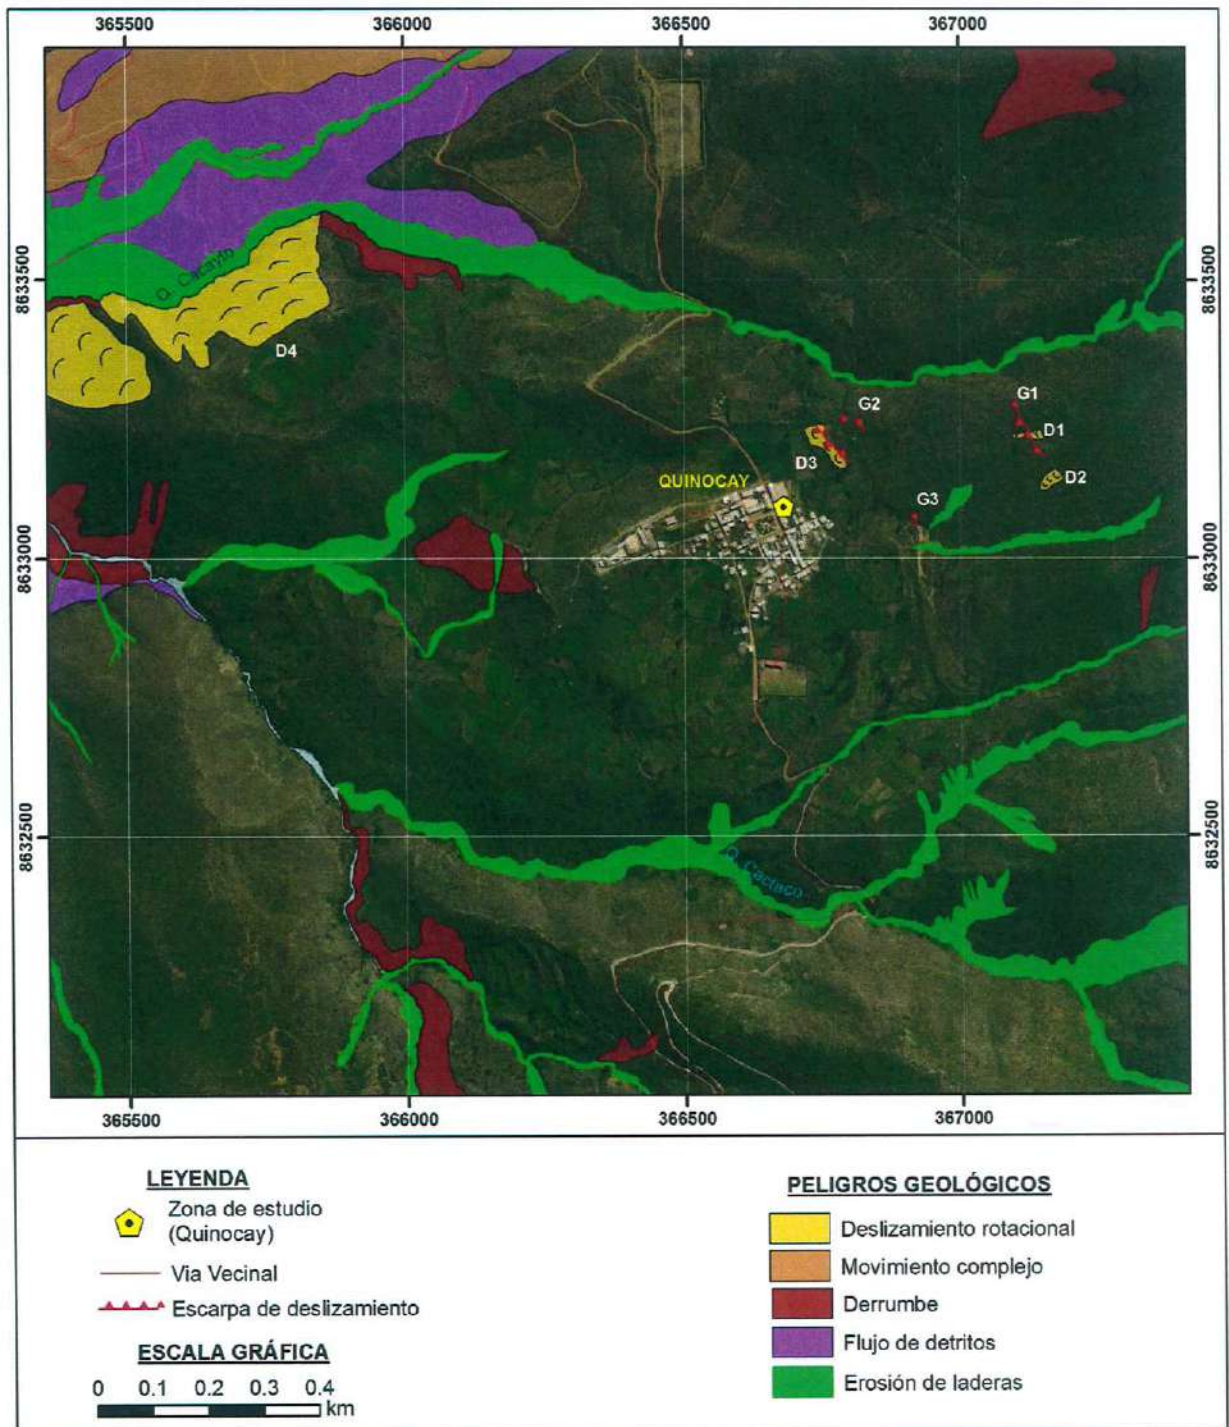 365500 366000 366500 367000
8633500 8633500
Q. Cacayto
D4
G2
G1
D1
D3
D2
QUINOCAY
G3
8633000 8633000
8632500 8632500
Q. Cactaco
365500 366000 366500 367000
LEYENDA
Zona de estudio
(Quinocay)
Via Vecinal
Escarpa de deslizamiento
ESCALA GRÁFICA
0 0.1 0.2 0.3 0.4
km
PELIGROS GEOLÓGICOS
Deslizamiento rotacional
Movimiento complejo
Derrumbe
Flujo de detritos
Erosión de laderas